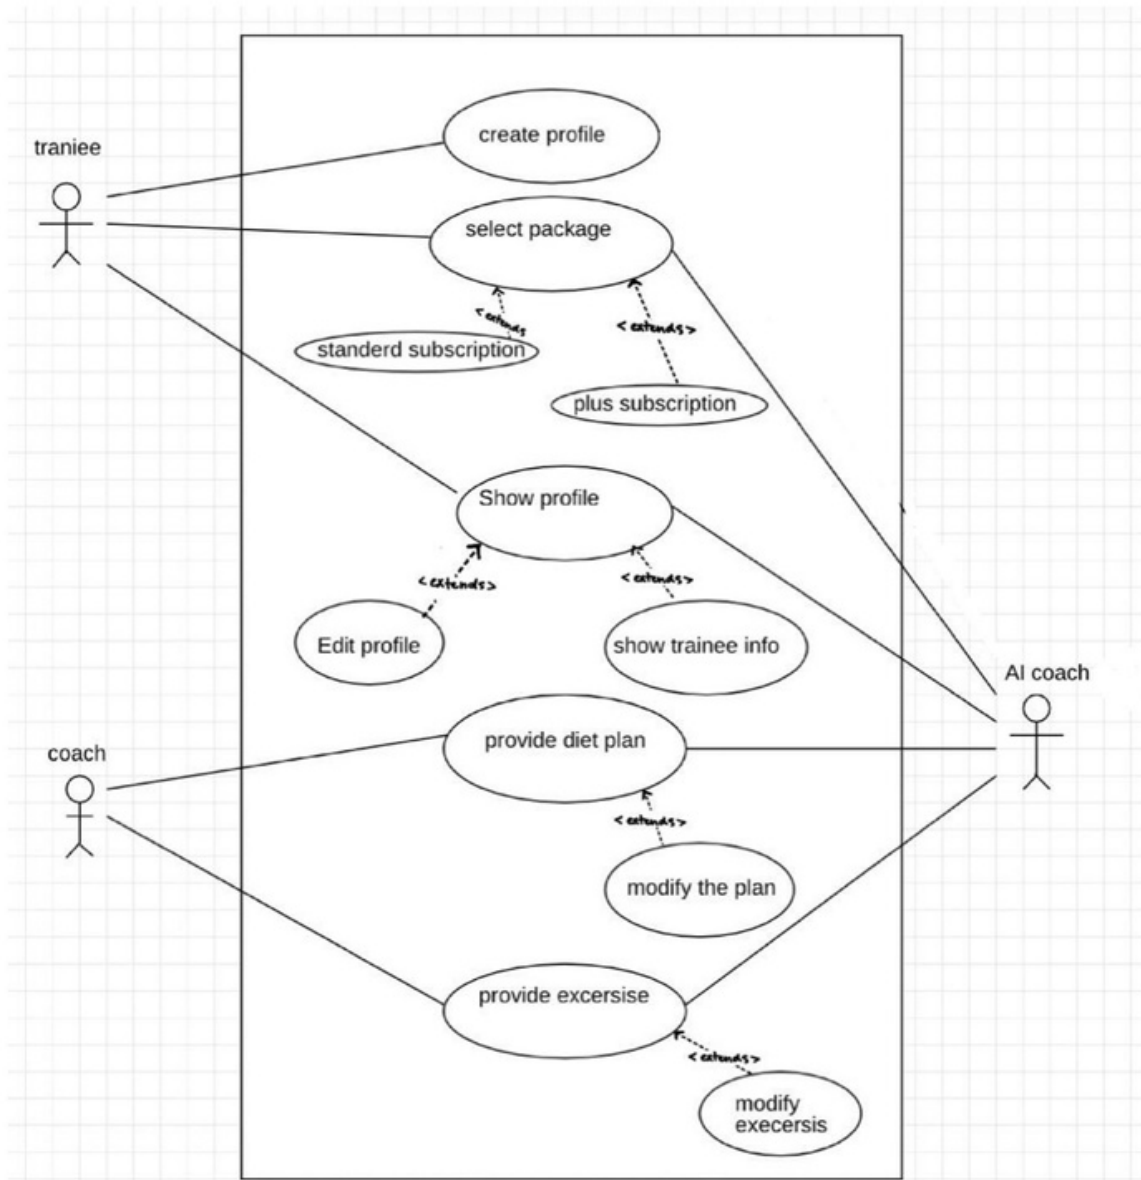 traniee
create profile
select package
< extends
standerd subscription
< extends >
plus subscription
Show profile
< extends >
< extends >
Edit profile
show trainee info
AI coach
coach
provide diet plan
< extends >
modify the plan
provide excersise
< extends >
modify
execersis